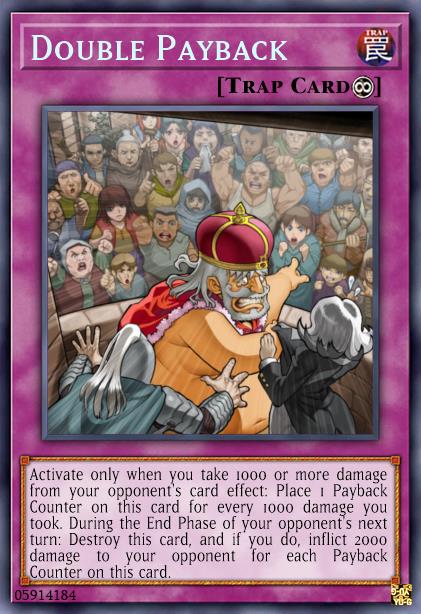 Double Payback
TRAP
罠
[Trap Card]
Activate only when you take 1000 or more damage
from your opponent's card effect: Place 1 Payback
Counter on this card for every 1000 damage you
took. During the End Phase of your opponent's next
turn: Destroy this card, and if you do, inflict 2000
damage to your opponent for each Payback
Counter on this card.
05914184